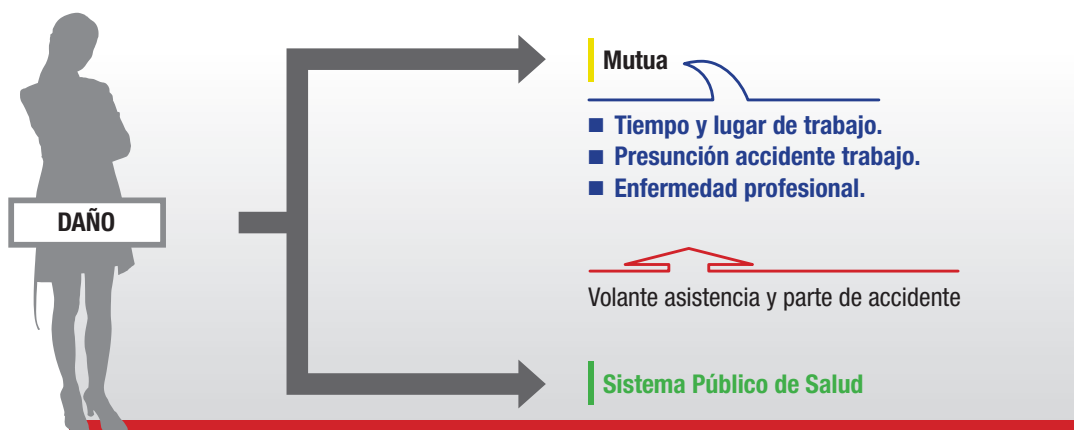 Mutua
■ Tiempo y lugar de trabajo.
■ Presunción accidente trabajo.
■ Enfermedad profesional.
DAÑO
Volante asistencia y parte de accidente
Sistema Público de Salud